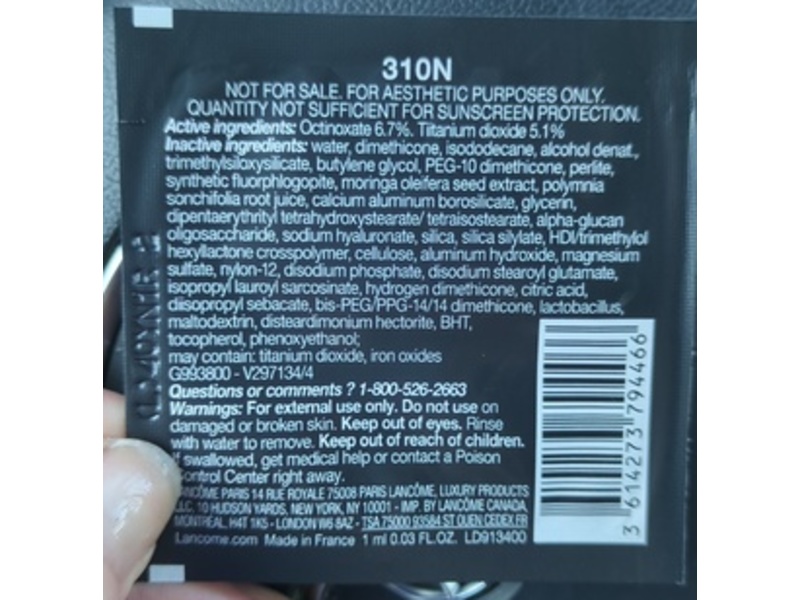 310N
NOT FOR SALE. FOR AESTHETIC PURPOSES ONLY.
QUANTITY NOT SUFFICIENT FOR SUNSCREEN PROTECTION.
Active ingredients: Octinoxate 6.7%. Titanium dioxide 5.1%
Inactive ingredients: water, dimethicone, isododecane, alcohol denat.,
trimethylsiloxysilicate, butylene glycol, PEG-10 dimethicone, perlite,
synthetic fluorphlogopite, moringa oleifera seed extract, polymnia
sonchifolia root juice, calcium aluminum borosilicate, glycerin,
dipentaerythrityl tetrahydroxystearate/ tetraisostearate, alpha-glucan
oligosaccharide, sodium hyaluronate, silica, silica silylate, HDI/trimethylol
hexyllactone crosspolymer, cellulose, aluminum hydroxide, magnesium
sulfate, nylon-12, disodium phosphate, disodium stearoyl glutamate,
isopropyl lauroyl sarcosinate, hydrogen dimethicone, citric acid,
diisopropyl sebacate, bis-PEG/PPG-14/14 dimethicone, lactobacillus,
maltodextrin, disteardimonium hectorite, BHT,
tocopherol, phenoxyethanol;
may contain: titanium dioxide, iron oxides
G993800 - V297134/4
Questions or comments ? 1-800-526-2663
Warnings: For external use only. Do not use on
damaged or broken skin. Keep out of eyes. Rinse
with water to remove. Keep out of reach of children.
If swallowed, get medical help or contact a Poison
Control Center right away.
LANCÔME PARIS 14 RUE ROYALE 75008 PARIS LANCÔME, LUXURY PRODUCTS
LLC, 10 HUDSON YARDS, NEW YORK, NY 10001 - IMP. BY LANCÔME CANADA,
MONTRÉAL H4T 1K5 - LONDON W6 8AZ - TSA 75000 93584 ST OUEN CEDEX FR
Lancome.com Made in France 1 ml 0.03 FL.OZ. LD913400
3 614273 794466